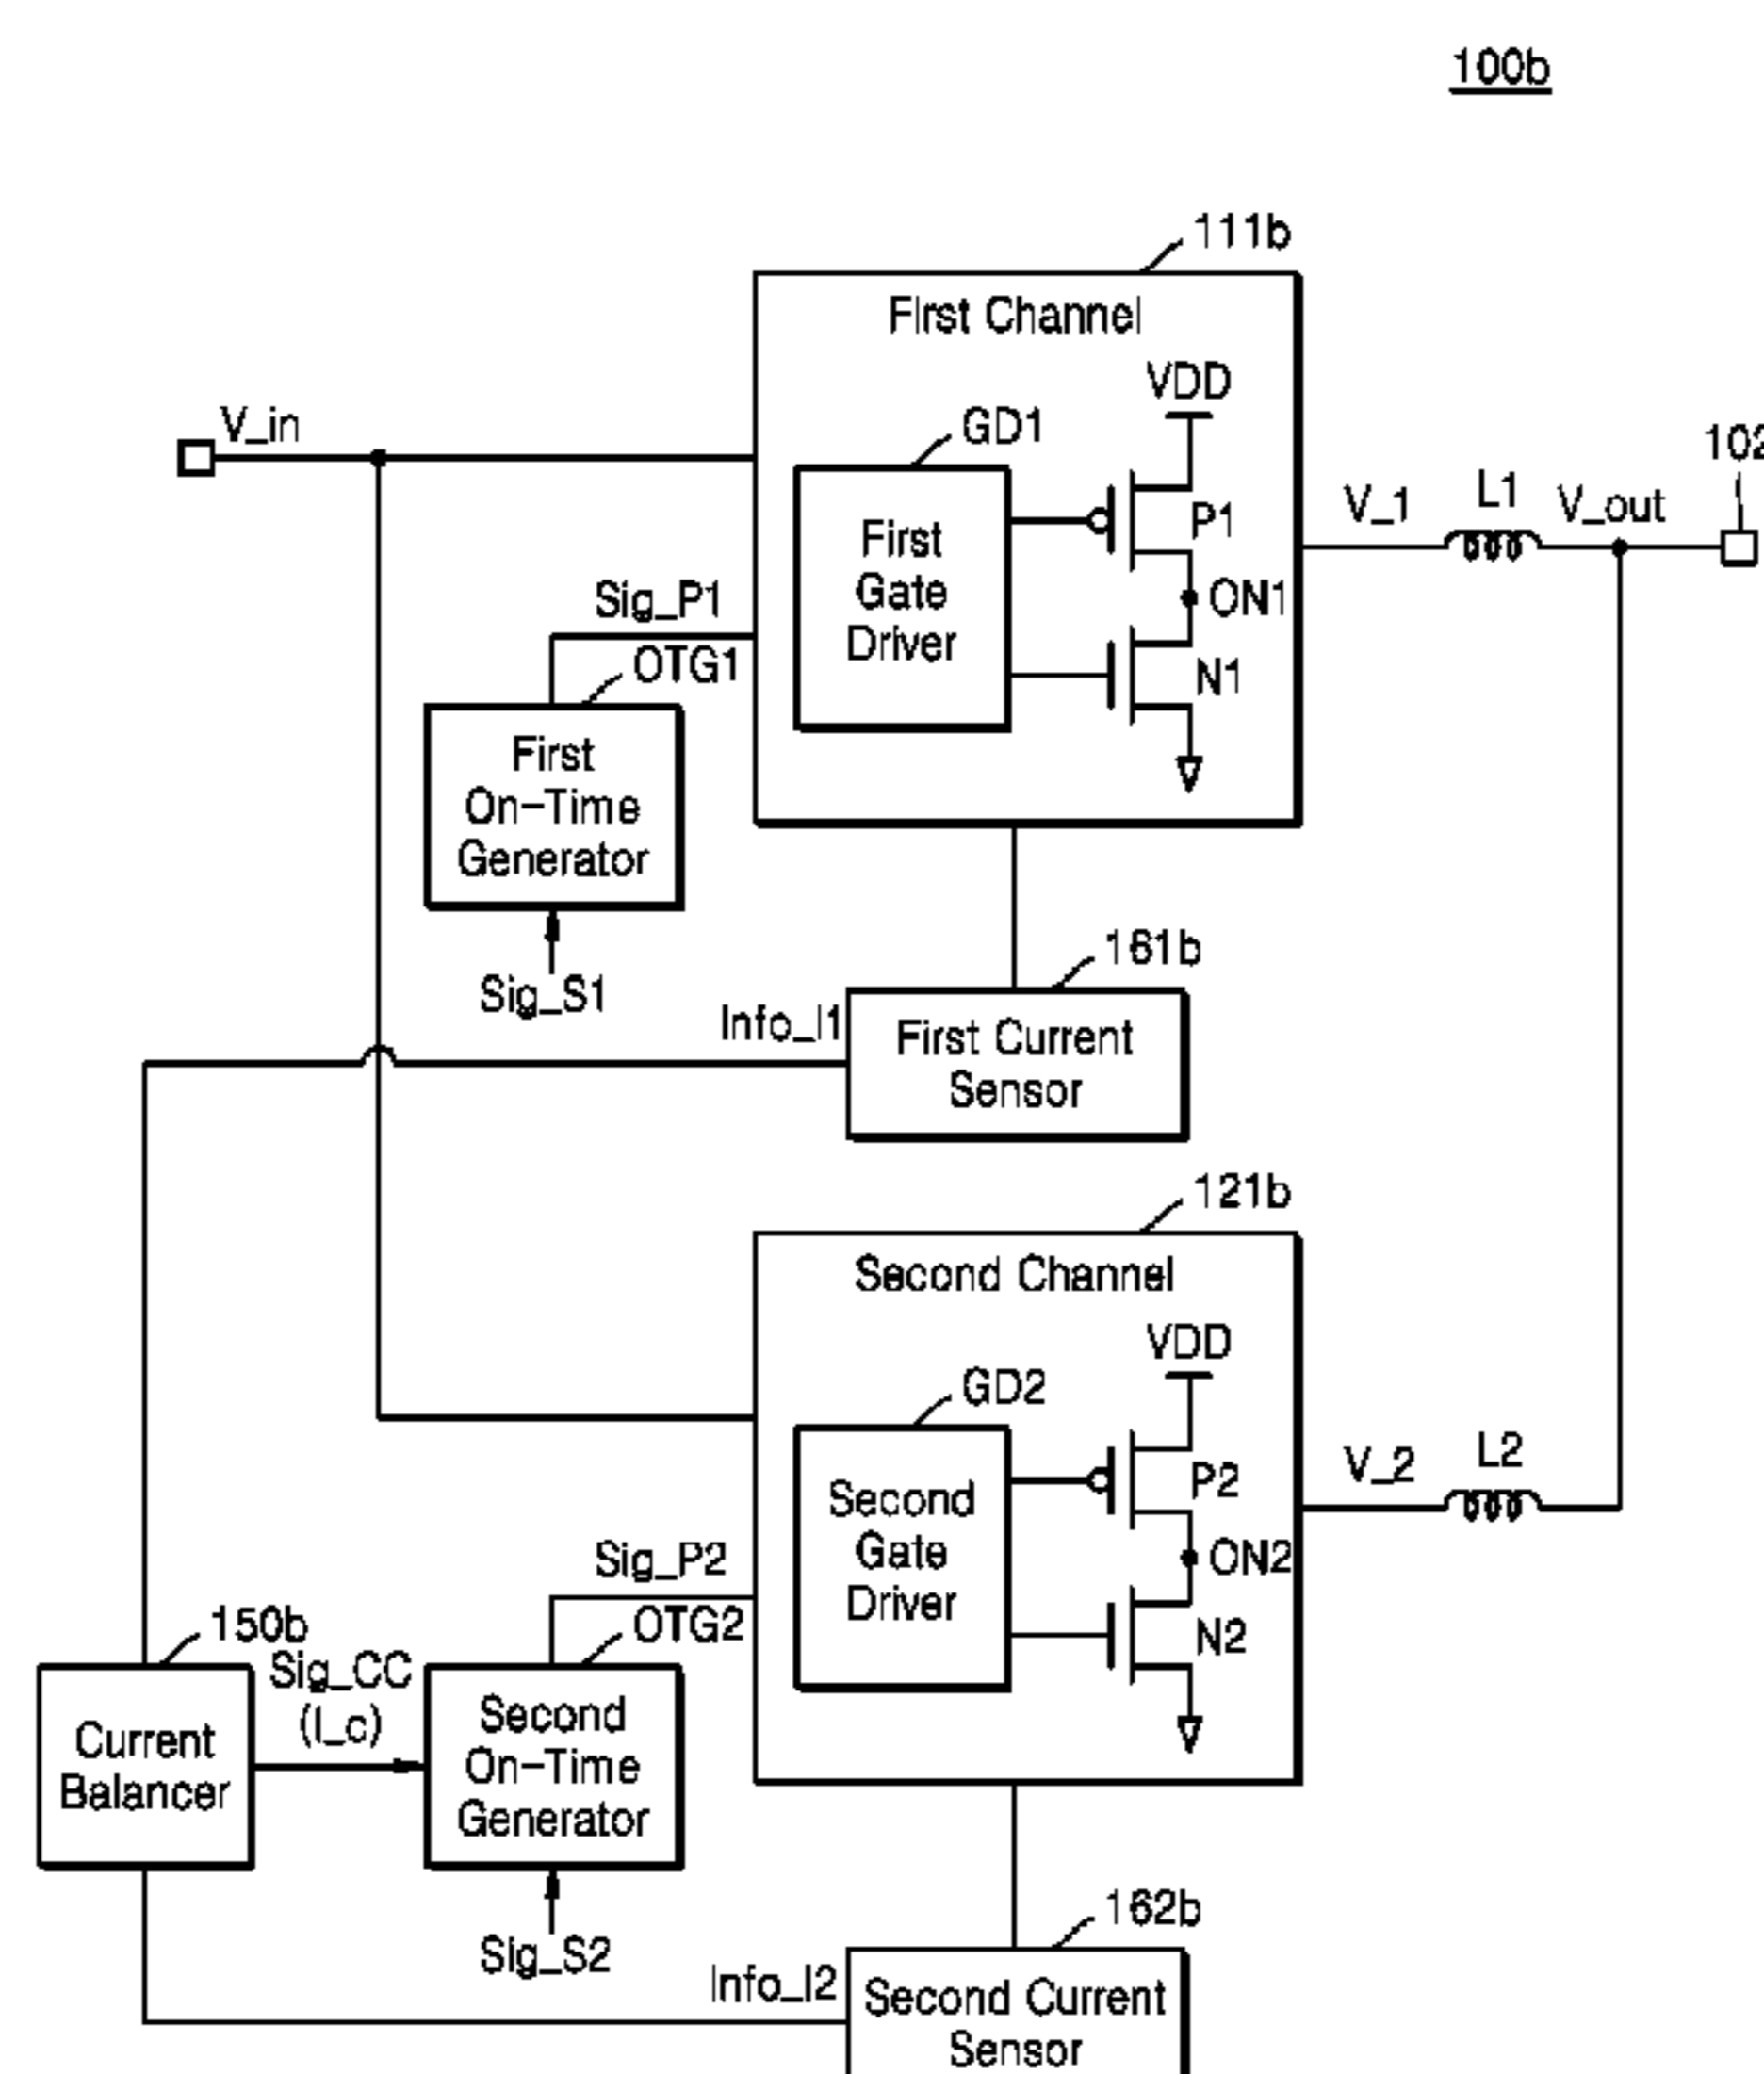 100b
111b
FIrst Channel
VDD
V_in
GD1
102
First
Gate
Driver
P1
V_1
L1
V_out
ON1
Sig_P1
OTG1
N1
First
On-Time
Generator
Sig_S1
161b
Info_I1
First Current
Sensor
121b
Second Channel
VDD
GD2
Second
Gate
Driver
P2
V_2
L2
ON2
Sig_P2
OTG2
N2
150b
Sig_CC
(I_c)
Current
Balancer
Second
On-Time
Generator
Sig_S2
162b
Info_I2
Second Current
Sensor